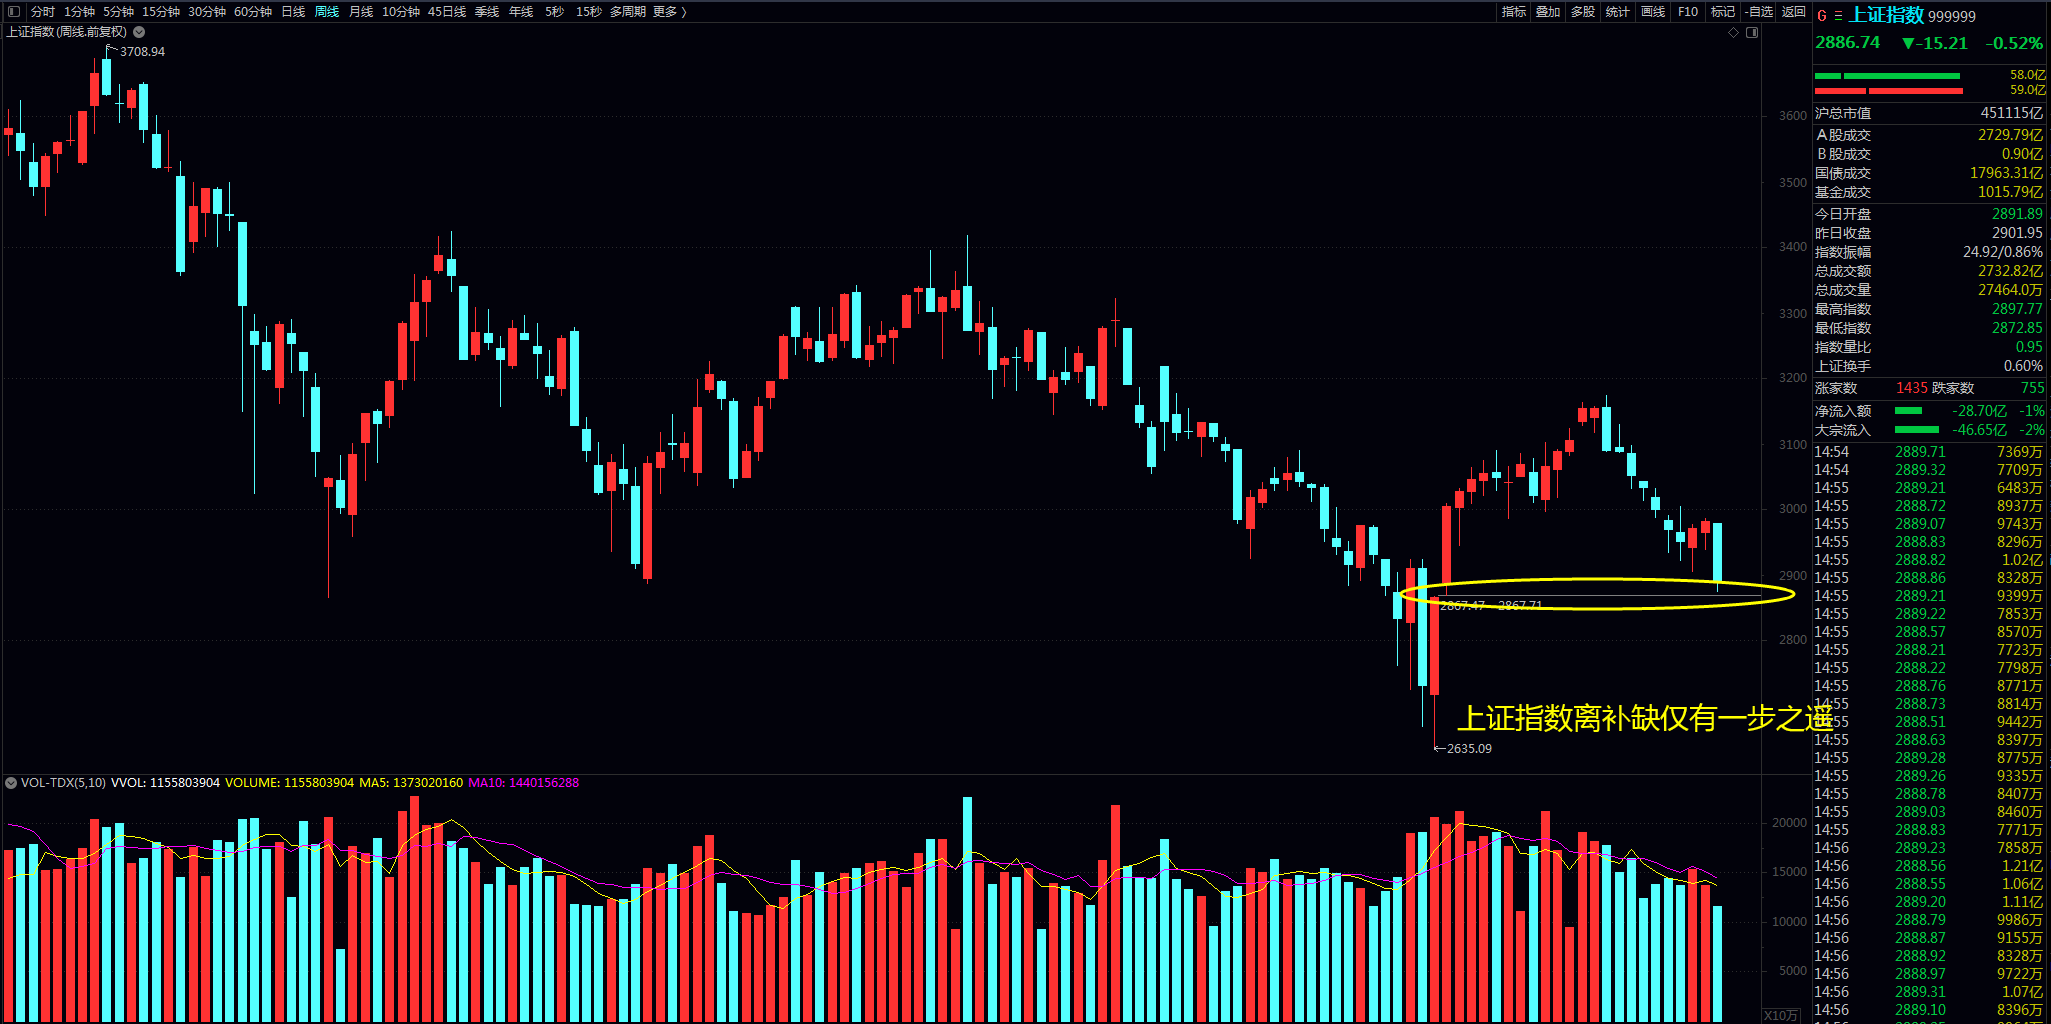 分时 1分钟 5分钟 15分钟 30分钟 60分钟 日线 周线 月线 10分钟 45日线 季线 年线 5秒 15秒 多周期 更多 〉
指标 叠加 多股 统计 画线 F10 标记 -自选 返回
G 上证指数 999999
上证指数(周线.前复权)
2886.74 ▼-15.21 -0.52%
3708.94
58.0亿
59.0亿
沪总市值 451115亿
A股成交 2729.79亿
B股成交 0.90亿
国债成交 17963.31亿
基金成交 1015.79亿
今日开盘 2891.89
昨日收盘 2901.95
指数振幅 24.92/0.86%
总成交额 2732.82亿
总成交量 27464.0万
最高指数 2897.77
最低指数 2872.85
指数量比 0.95
上证换手 0.60%
涨家数 1435 跌家数 755
净流入额 -28.70亿 -1%
大宗流入 -46.65亿 -2%
14:54 2889.71 7369万
14:54 2889.32 7709万
14:55 2889.21 6483万
14:55 2888.72 8937万
14:55 2889.07 9743万
14:55 2888.83 8296万
14:55 2888.82 1.02亿
14:55 2888.86 8328万
14:55 2889.21 9399万
14:55 2889.22 7853万
14:55 2888.57 8570万
14:55 2888.21 7723万
14:55 2888.22 7798万
14:55 2888.76 8771万
14:55 2888.73 8814万
14:55 2888.51 9442万
14:55 2888.63 8397万
14:55 2889.28 8775万
14:55 2889.26 9335万
14:55 2888.78 8407万
14:55 2889.03 8460万
14:55 2888.83 7771万
14:55 2889.23 7858万
14:56 2888.56 1.21亿
14:56 2888.55 1.06亿
14:56 2889.20 1.11亿
14:56 2888.79 9986万
14:56 2888.87 9155万
14:56 2888.92 8328万
14:56 2888.97 9722万
14:56 2889.31 1.07亿
14:56 2889.10 8396万
3600
3500
3400
3300
3200
3100
3000
2900
2800
2867.47 2867.71
上证指数离补缺仅有一步之遥
2635.09
VOL-TDX(5,10) VVOL: 1155803904 VOLUME: 1155803904 MA5: 1373020160 MA10: 1440156288
20000
15000
10000
5000
X10万